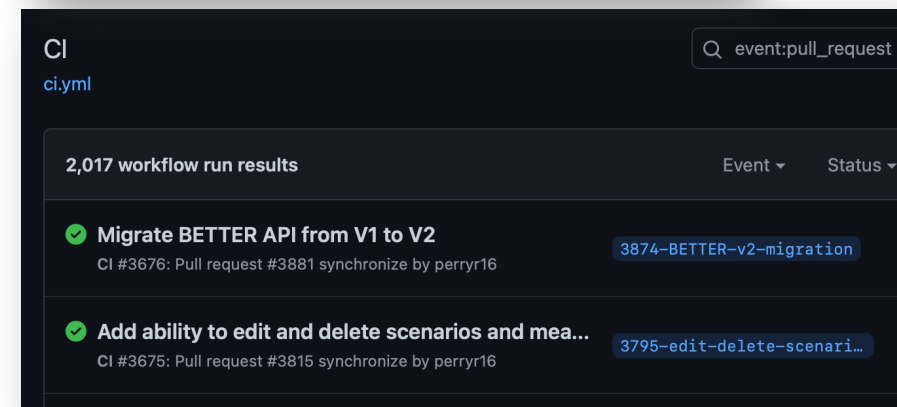 CI
event:pull_request
ci.yml
2,017 workflow run results
Event
Status
Migrate BETTER API from V1 to V2
3874-BETTER-v2-migration
CI #3676: Pull request #3881 synchronize by perryr16
Add ability to edit and delete scenarios and mea...
3795-edit-delete-scenari…
CI #3675: Pull request #3815 synchronize by perryr16